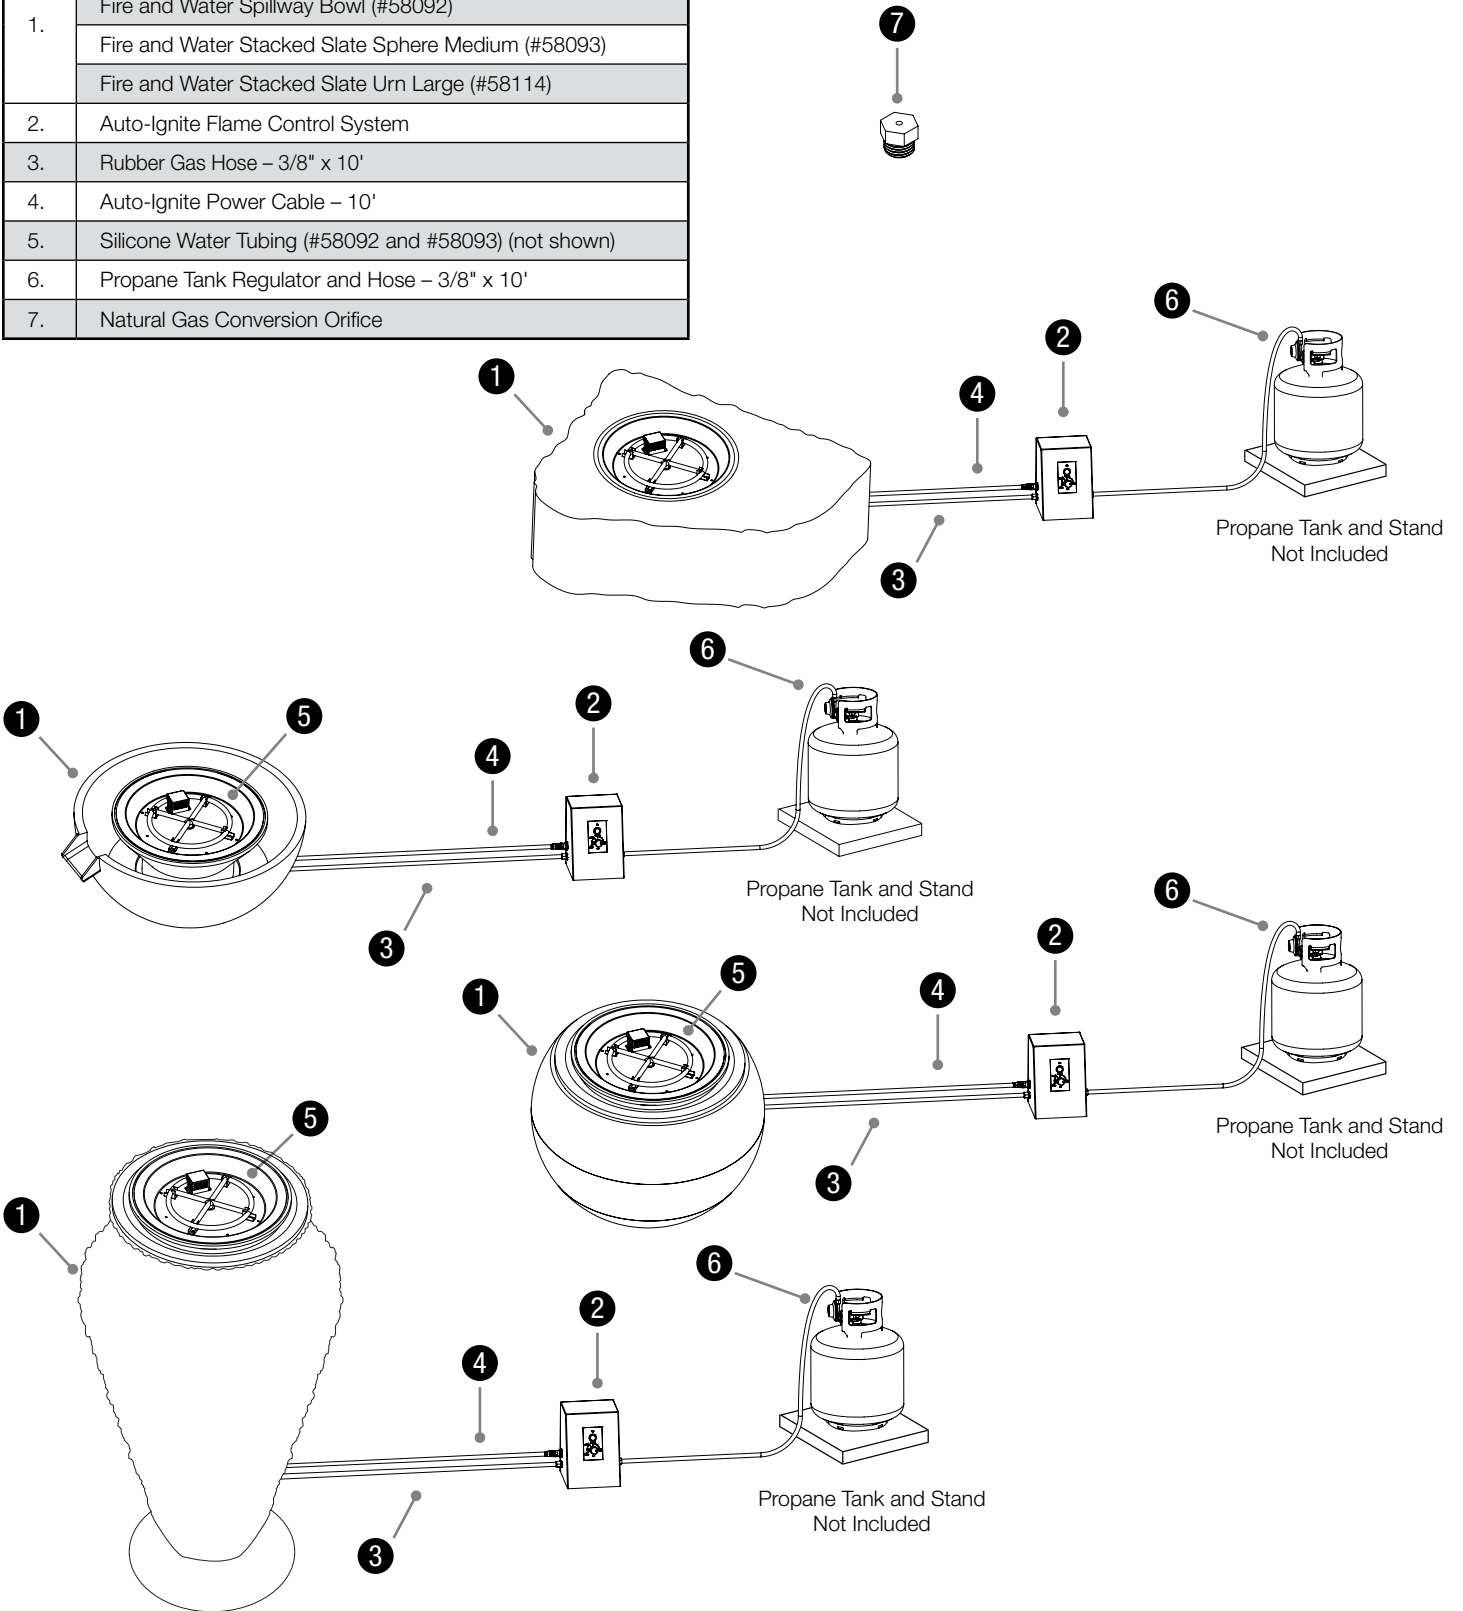 Fire and Water Spillway Bowl (#58092)
1.
Fire and Water Stacked Slate Sphere Medium (#58093)
Fire and Water Stacked Slate Urn Large (#58114)
2. Auto-Ignite Flame Control System
3. Rubber Gas Hose – 3/8" x 10'
4. Auto-Ignite Power Cable – 10'
5. Silicone Water Tubing (#58092 and #58093) (not shown)
6. Propane Tank Regulator and Hose – 3/8" x 10'
7. Natural Gas Conversion Orifice
7
6
2
1
4
3
Propane Tank and Stand
Not Included
6
1
5
2
4
3
Propane Tank and Stand
Not Included
6
2
1
5
4
3
Propane Tank and Stand
Not Included
5
1
6
2
4
3
Propane Tank and Stand
Not Included